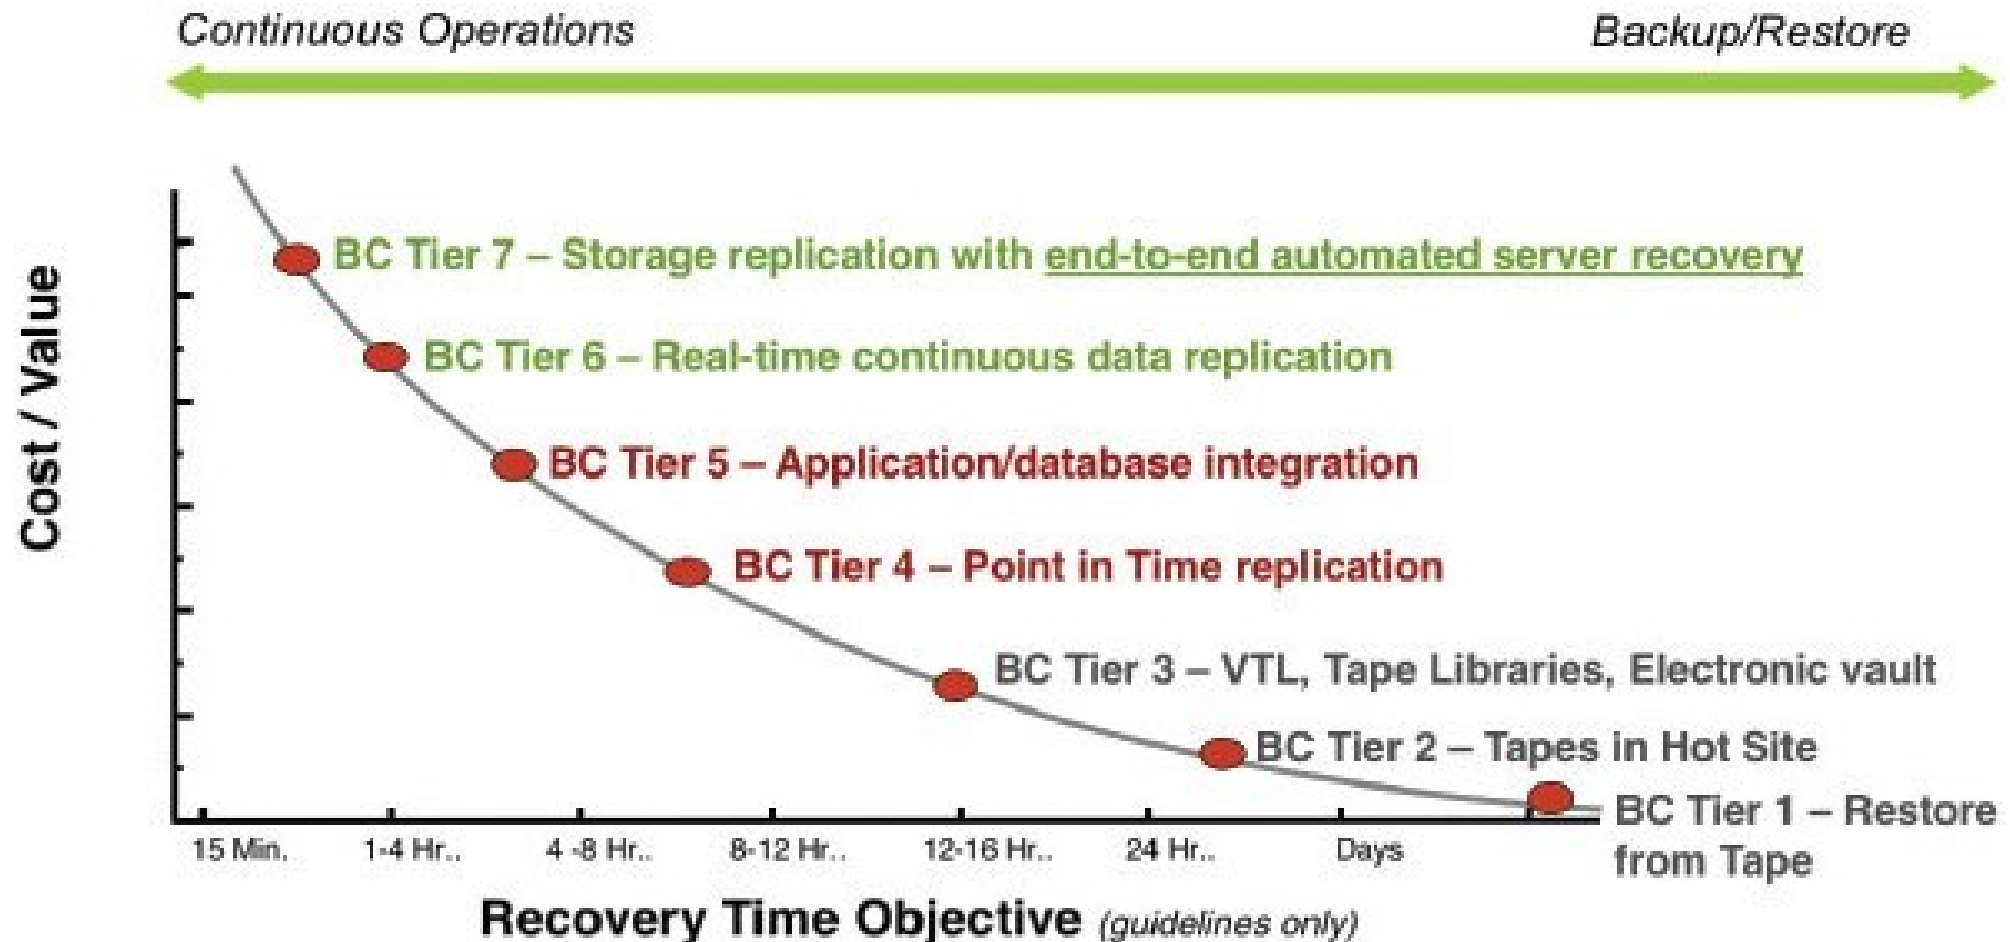 Continuous Operations
Backup/Restore
Cost / Value
BC Tier 7 – Storage replication with end-to-end automated server recovery
BC Tier 6 – Real-time continuous data replication
BC Tier 5 – Application/database integration
BC Tier 4 – Point in Time replication
BC Tier 3 – VTL, Tape Libraries, Electronic vault
BC Tier 2 – Tapes in Hot Site
BC Tier 1 – Restore
from Tape
15 Min.
1-4 Hr..
4 -8 Hr..
8-12 Hr..
12-16 Hr..
24 Hr..
Days
Recovery Time Objective (guidelines only)